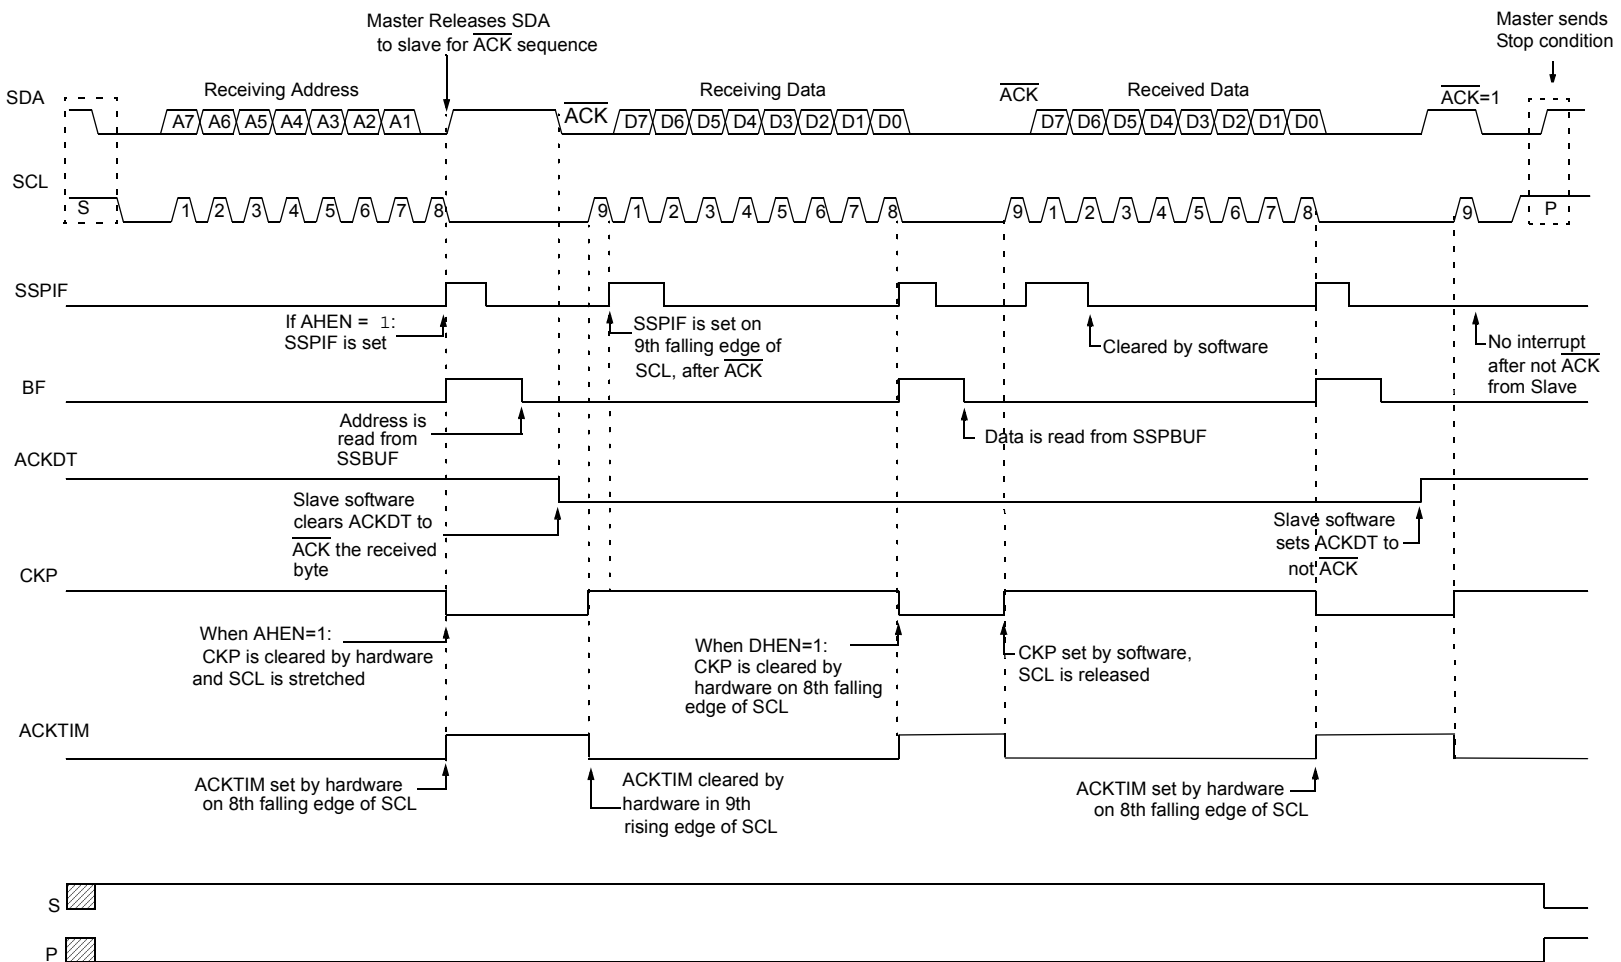 Master Releases SDA
to slave for ACK sequence
Master sends
Stop condition
SDA
Receiving Address
Receiving Data
Received Data
ACK
ACK
ACK=1
A7 A6 A5 A4 A3 A2 A1
D7 D6 D5 D4 D3 D2 D1 D0
D7 D6 D5 D4 D3 D2 D1 D0
SCL
S
1 2 3 4 5 6 7 8
9 1 2 3 4 5 6 7 8
9 1 2 3 4 5 6 7 8
9
P
SSPIF
If AHEN = 1:
SSPIF is set
SSPIF is set on
9th falling edge of
SCL, after ACK
Cleared by software
No interrupt
after not ACK
from Slave
BF
Address is
read from
SSBUF
Data is read from SSPBUF
ACKDT
Slave software
clears ACKDT to
ACK the received
byte
Slave software
sets ACKDT to
not ACK
CKP
When AHEN=1:
CKP is cleared by hardware
and SCL is stretched
When DHEN=1:
CKP is cleared by
hardware on 8th falling
edge of SCL
CKP set by software,
SCL is released
ACKTIM
ACKTIM set by hardware
on 8th falling edge of SCL
ACKTIM cleared by
hardware in 9th
rising edge of SCL
ACKTIM set by hardware
on 8th falling edge of SCL
S
P